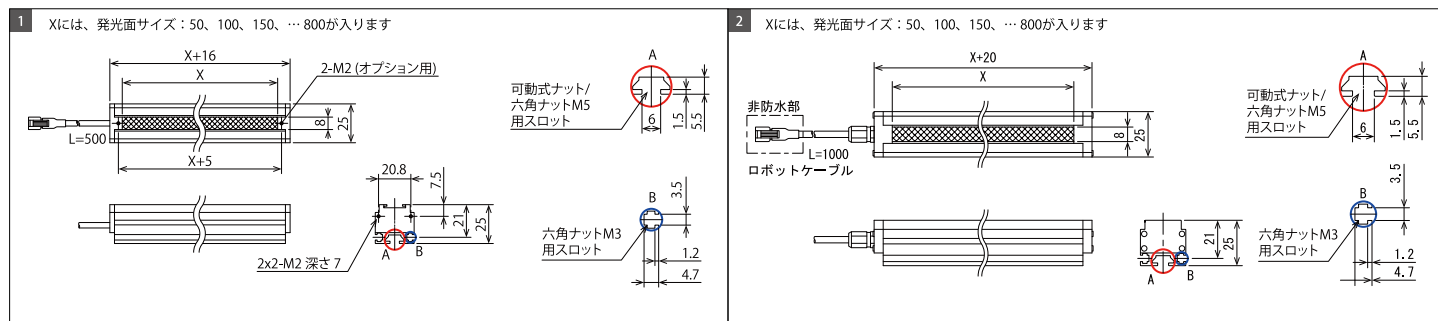 1
Xには、発光面サイズ：50、100、150、… 800が入ります
X+16
X
2-M2 (オプション用)
8
25
L=500
X+5
A
可動式ナット/
六角ナットM5
用スロット
6
1.5
5.5
20.8
7.5
21
25
A
B
2x2-M2 深さ 7
B
3.5
六角ナットM3
用スロット
1.2
4.7
2
Xには、発光面サイズ：50、100、150、… 800が入ります
X+20
X
非防水部
8
25
L=1000
ロボットケーブル
A
可動式ナット/
六角ナットM5
用スロット
6
1.5
5.5
21
25
A
B
B
3.5
六角ナットM3
用スロット
1.2
4.7